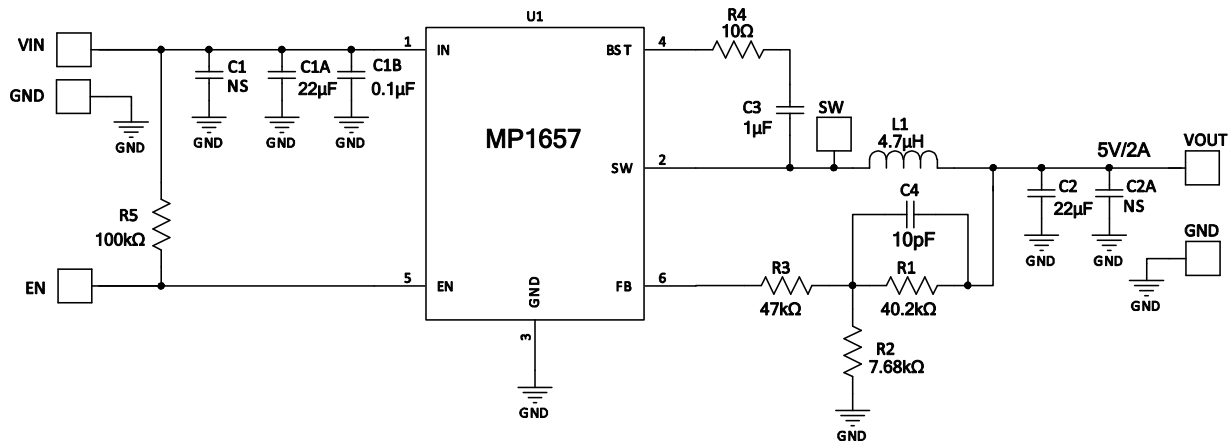 U1
VIN
GND
GND
C1
NS
GND
C1A
22μF
GND
C1B
0.1μF
GND
R5
100kΩ
EN
1
IN
5
EN
MP1657
BST
4
SW
2
FB
6
GND
3
GND
R4
10Ω
C3
1μF
SW
L1
4.7μH
C4
10pF
R3
47kΩ
R1
40.2kΩ
R2
7.68kΩ
GND
5V/2A
VOUT
C2
22μF
GND
C2A
NS
GND
GND
GND